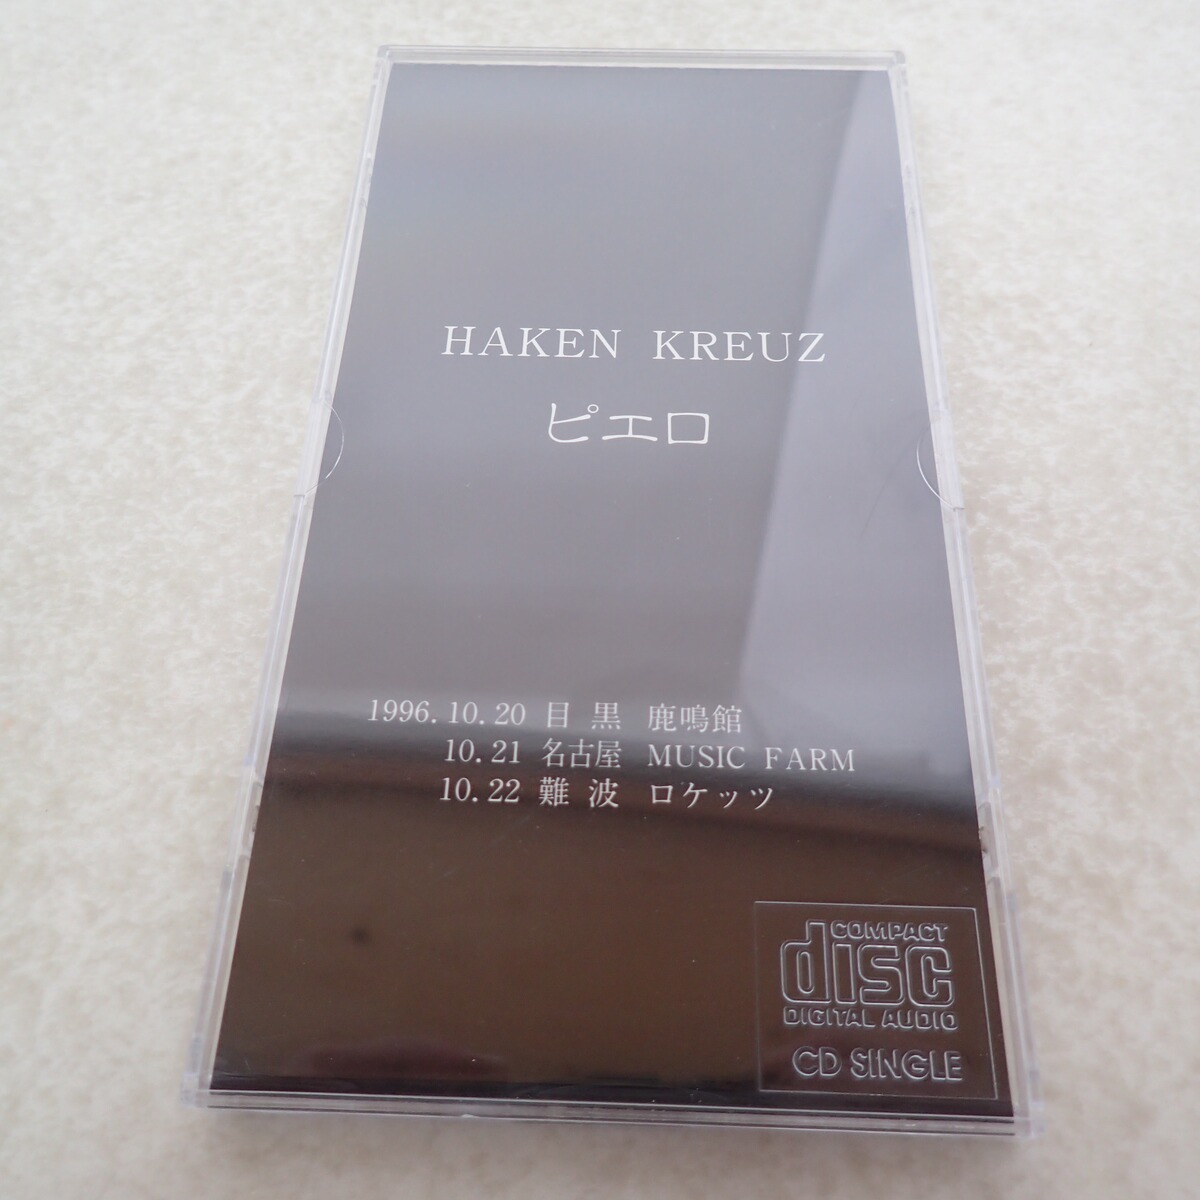 HAKEN KREUZ
ピエロ
1996.10.20 目黒 鹿鳴館
10.21 名古屋 MUSIC FARM
10.22 難波 ロケッツ
COMPACT
disc
DIGITAL AUDIO
CD SINGLE